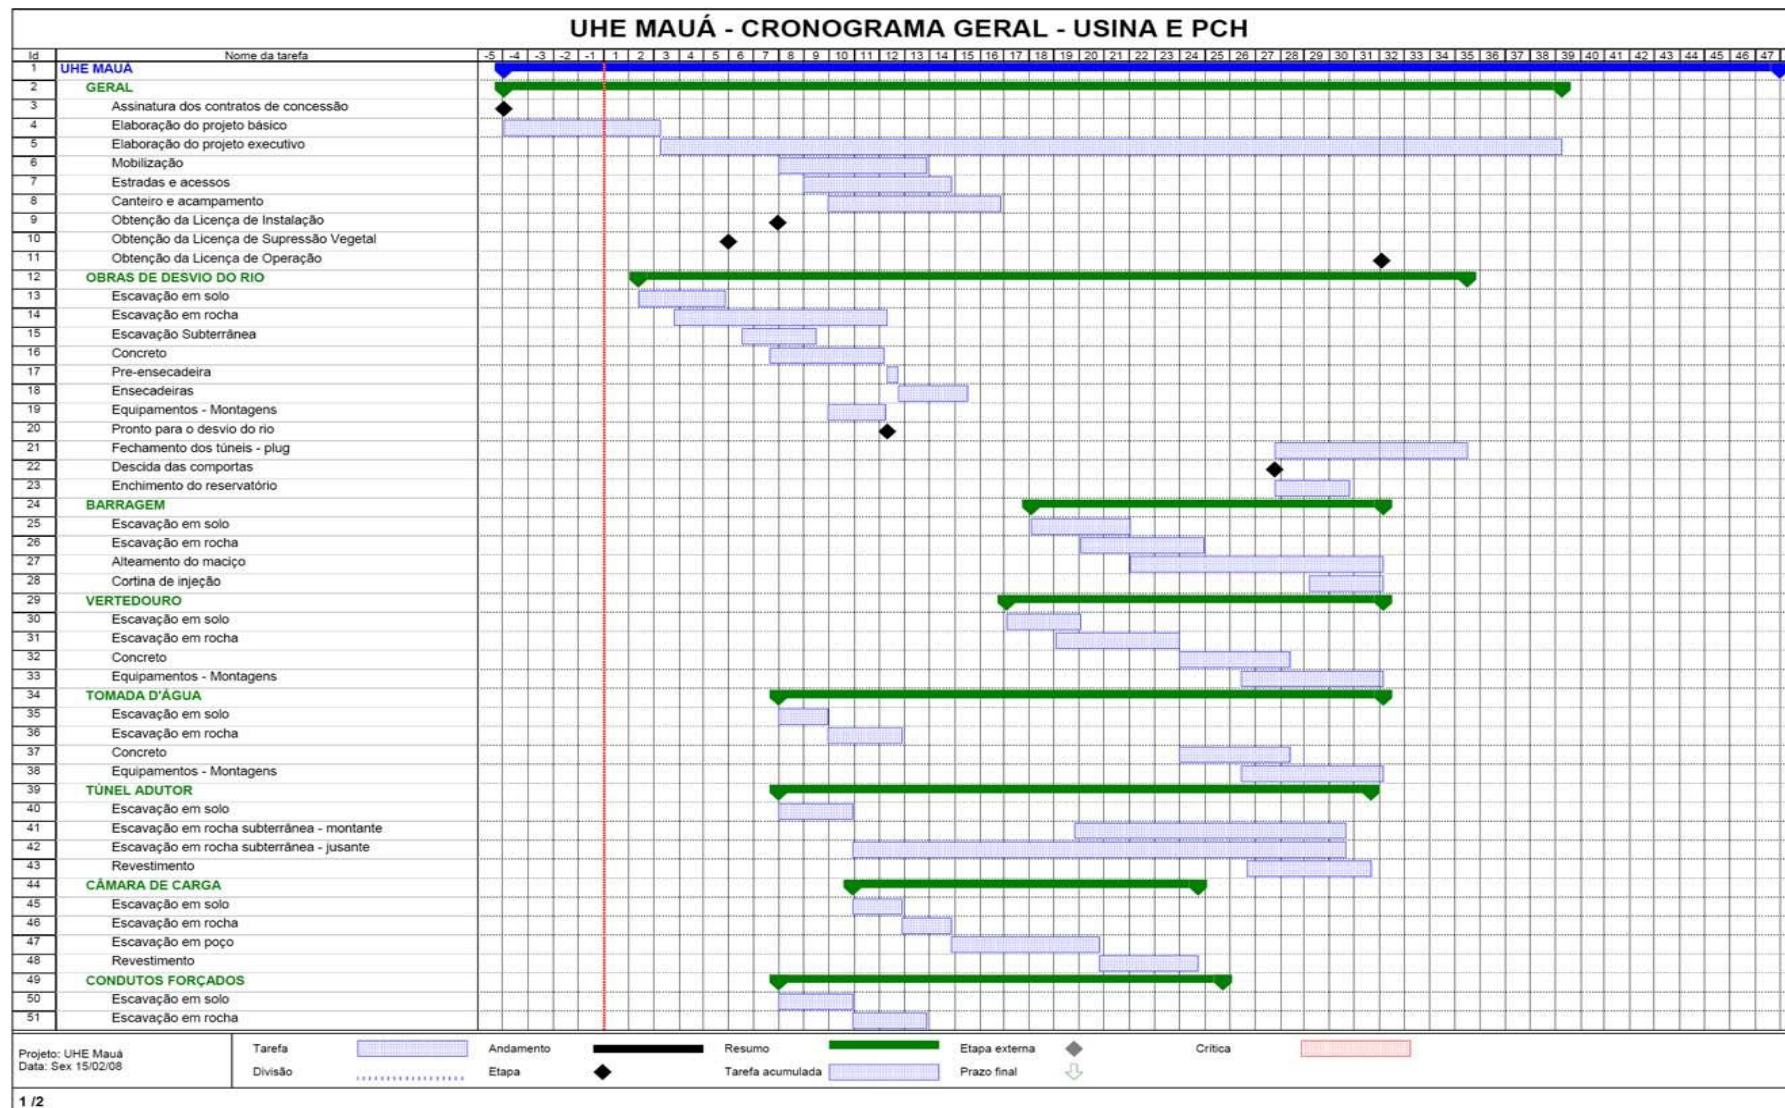 UHE MAUÁ - CRONOGRAMA GERAL - USINA E PCH
Id Nome da tarefa -5 -4 -3 -2 -1 1 2 3 4 5 6 7 8 9 10 11 12 13 14 15 16 17 18 19 20 21 22 23 24 25 26 27 28 29 30 31 32 33 34 35 36 37 38 39 40 41 42 43 44 45 46 47
1 UHE MAUÁ
2 GERAL
3 Assinatura dos contratos de concessão
4 Elaboração do projeto básico
5 Elaboração do projeto executivo
6 Mobilização
7 Estradas e acessos
8 Canteiro e acampamento
9 Obtenção da Licença de Instalação
10 Obtenção da Licença de Supressão Vegetal
11 Obtenção da Licença de Operação
12 OBRAS DE DESVIO DO RIO
13 Escavação em solo
14 Escavação em rocha
15 Escavação Subterrânea
16 Concreto
17 Pre-ensecadeira
18 Ensecadeiras
19 Equipamentos - Montagens
20 Pronto para o desvio do rio
21 Fechamento dos túneis - plug
22 Descida das comportas
23 Enchimento do reservatório
24 BARRAGEM
25 Escavação em solo
26 Escavação em rocha
27 Alteamento do maciço
28 Cortina de injeção
29 VERTEDOURO
30 Escavação em solo
31 Escavação em rocha
32 Concreto
33 Equipamentos - Montagens
34 TOMADA D'ÁGUA
35 Escavação em solo
36 Escavação em rocha
37 Concreto
38 Equipamentos - Montagens
39 TÚNEL ADUTOR
40 Escavação em solo
41 Escavação em rocha subterrânea - montante
42 Escavação em rocha subterrânea - jusante
43 Revestimento
44 CÂMARA DE CARGA
45 Escavação em solo
46 Escavação em rocha
47 Escavação em poço
48 Revestimento
49 CONDUTOS FORÇADOS
50 Escavação em solo
51 Escavação em rocha
Projeto: UHE Mauá
Data: Sex 15/02/08
Tarefa Andamento Resumo Etapa externa Crítica
Divisão Etapa Tarefa acumulada Prazo final
1 /2